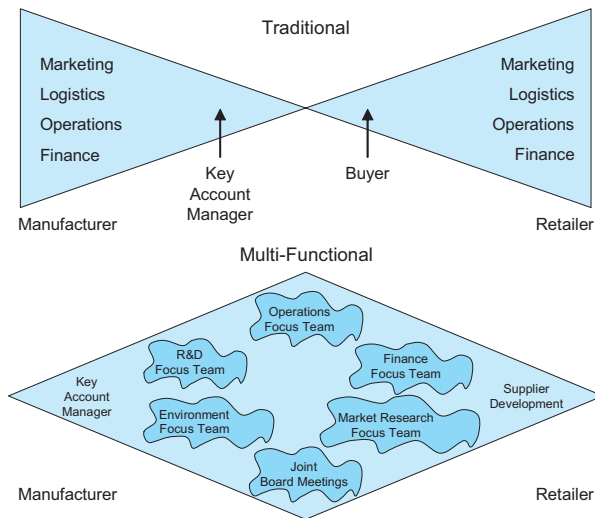 Traditional
Marketing
Logistics
Operations
Finance
Marketing
Logistics
Operations
Finance
Key
Account
Manager
Buyer
Manufacturer
Retailer
Multi-Functional
Operations
Focus Team
R&D
Focus Team
Finance
Focus Team
Key
Account
Manager
Supplier
Development
Environment
Focus Team
Market Research
Focus Team
Joint
Board Meetings
Manufacturer
Retailer